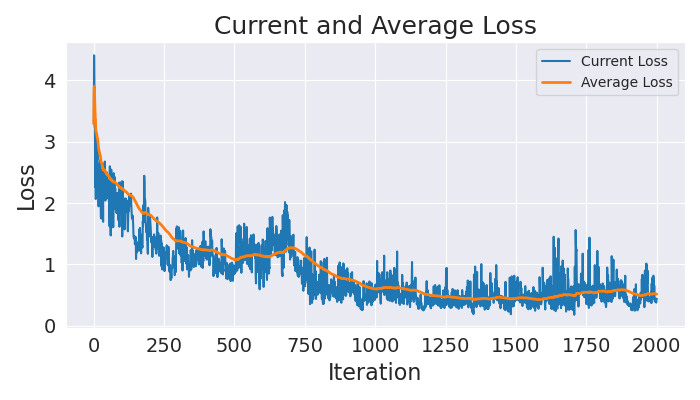 Current and Average Loss
Current Loss
Average Loss
Loss
4
3
2
1
0
0 250 500 750 1000 1250 1500 1750 2000
Iteration